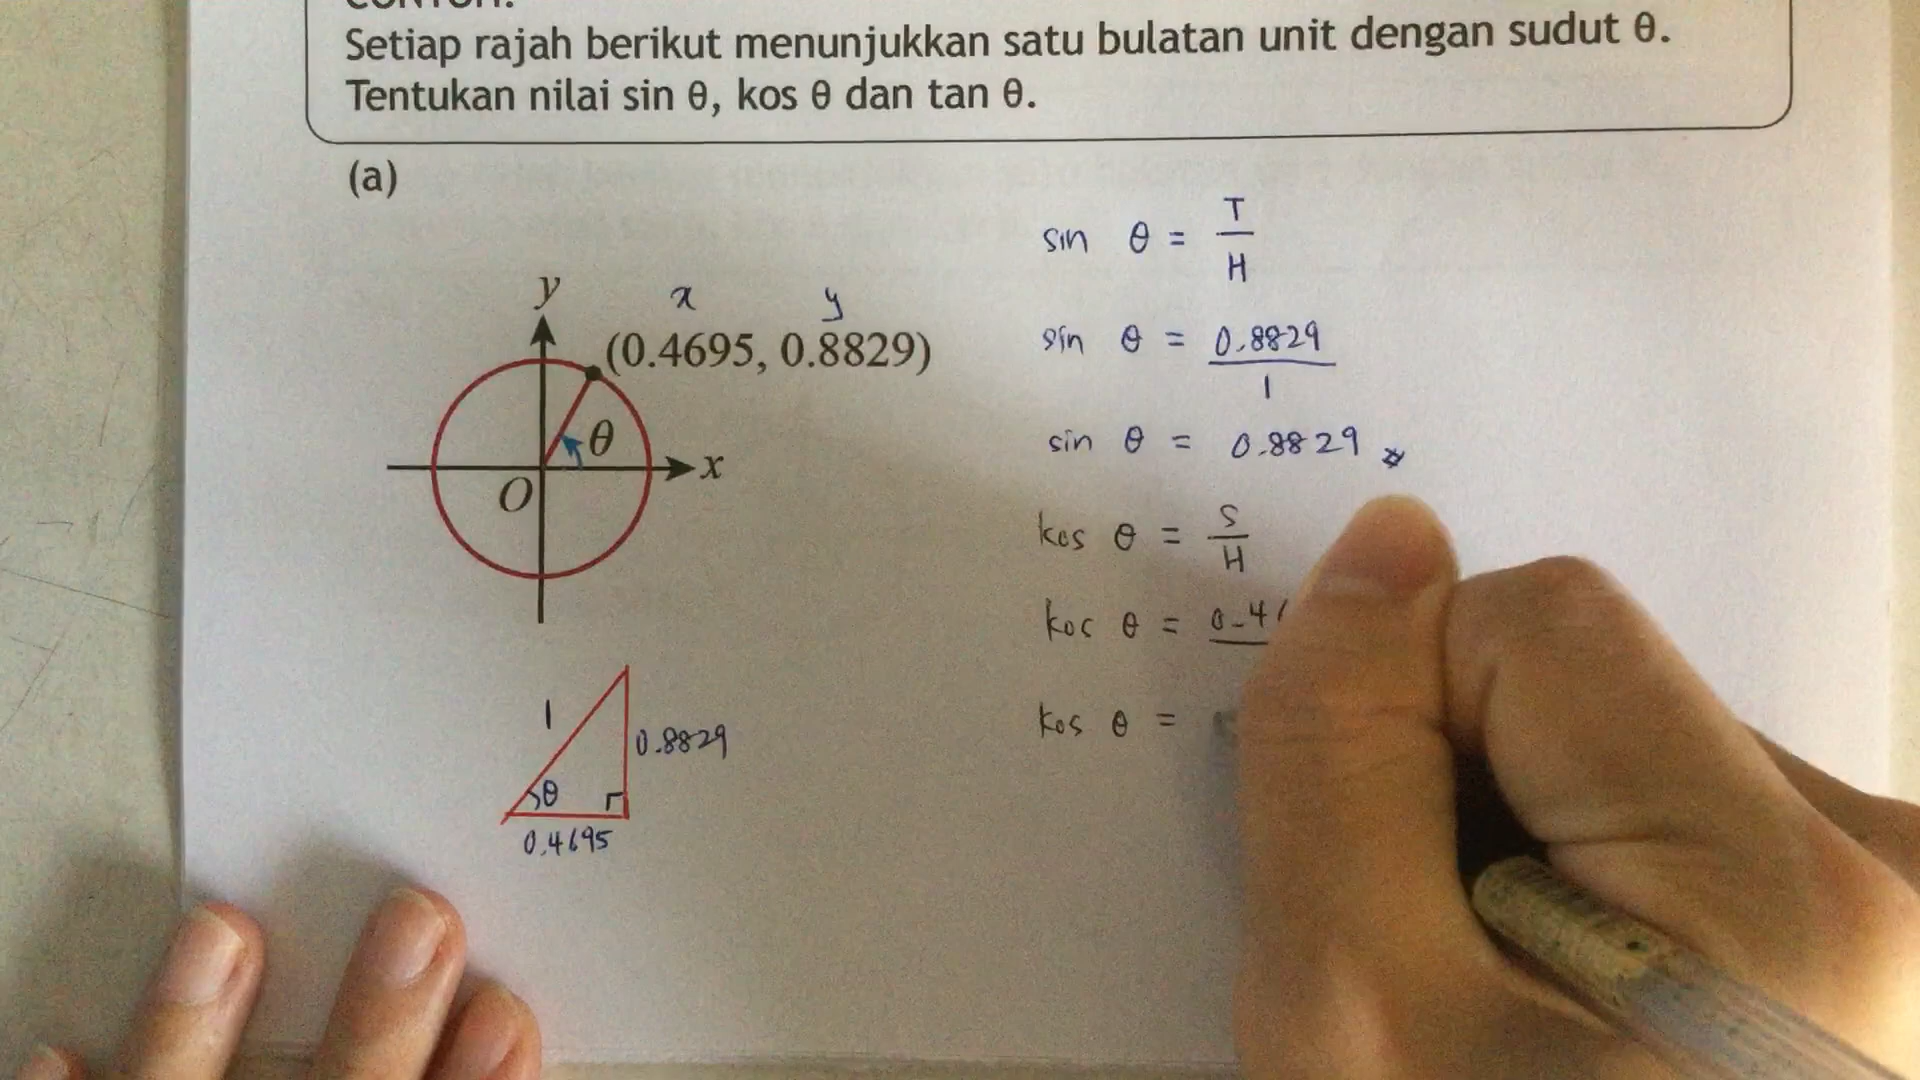 Setiap rajah berikut menunjukkan satu bulatan unit dengan sudut θ.
Tentukan nilai sin θ, kos θ dan tan θ.
(a)
y
x y
(0.4695, 0.8829)
θ
x
O
1
0.8829
θ
0.4695
sin θ = T/H
sin θ = 0.8829/1
sin θ = 0.8829
kos θ = S/H
kos θ = 0.4
kos θ =